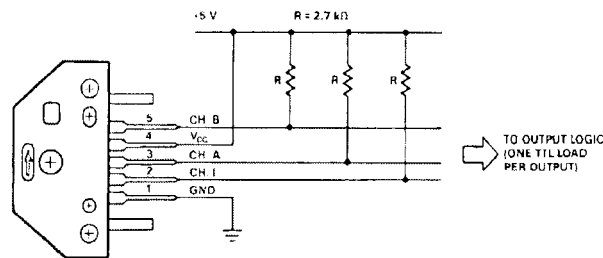 +5 V R = 2.7 kΩ
R R R
5 CH. B
4 VCC
3 CH. A
2 CH. I
1 GND
TO OUTPUT LOGIC
(ONE TTL LOAD
PER OUTPUT)